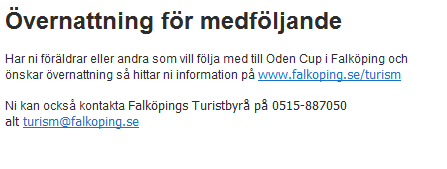 Övernattning för medföljande
Har ni föräldrar eller andra som vill följa med till Oden Cup i Falköping och
önskar övernattning så hittar ni information på www.falkoping.se/turism
Ni kan också kontakta Falköpings Turistbyrå på 0515-887050
alt turism@falkoping.se